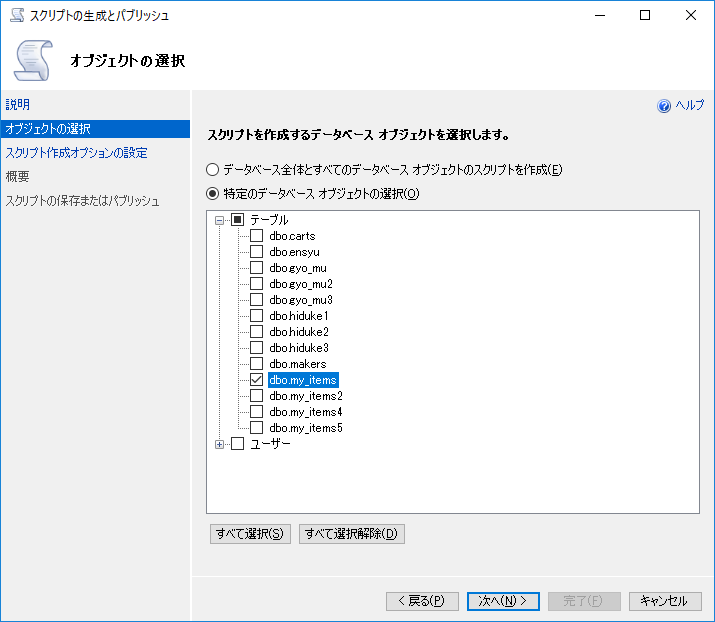 スクリプトの生成とパブリッシュ
オブジェクトの選択
説明
オブジェクトの選択
スクリプト作成オプションの設定
概要
スクリプトの保存またはパブリッシュ
ヘルプ
スクリプトを作成するデータベース オブジェクトを選択します。
データベース全体とすべてのデータベース オブジェクトのスクリプトを作成(E)
特定のデータベース オブジェクトの選択(O)
テーブル
dbo.carts
dbo.ensyu
dbo.gyo_mu
dbo.gyo_mu2
dbo.gyo_mu3
dbo.hiduke1
dbo.hiduke2
dbo.hiduke3
dbo.makers
dbo.my_items
dbo.my_items2
dbo.my_items4
dbo.my_items5
ユーザー
すべて選択(S) すべて選択解除(D)
< 戻る(P) 次へ(N) > 完了(F) キャンセル